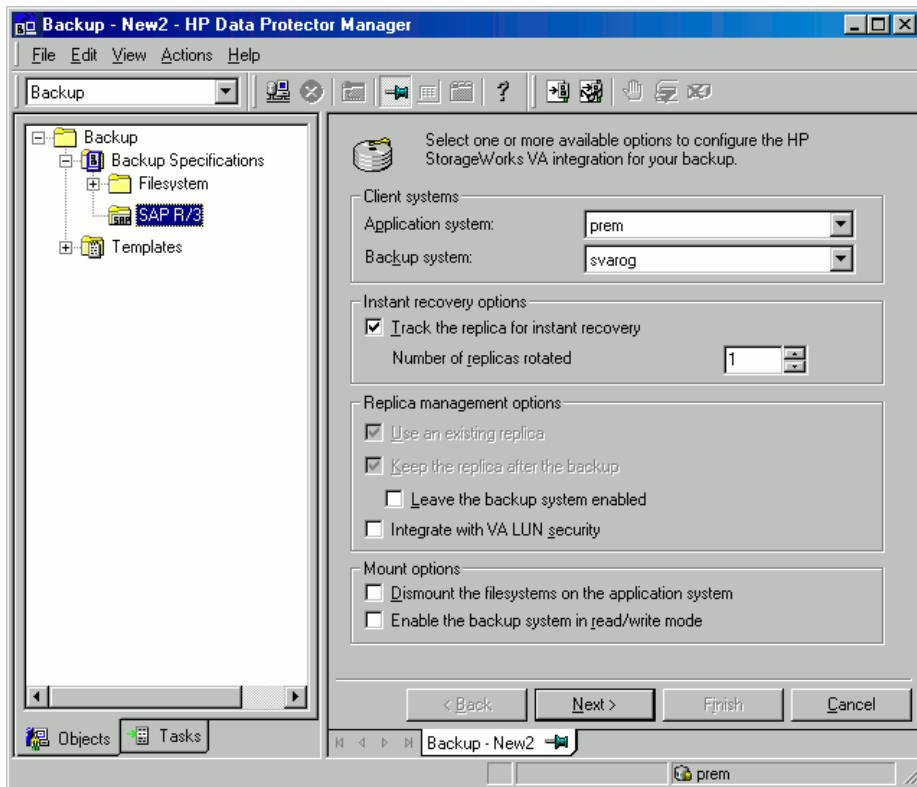 Backup - New2 - HP Data Protector Manager
File Edit View Actions Help
Backup
Backup
Backup Specifications
Filesystem
SAP R/3
Templates
Objects
Tasks
Select one or more available options to configure the HP
StorageWorks VA integration for your backup.
Client systems
Application system:
prem
Backup system:
svarog
Instant recovery options
Track the replica for instant recovery
Number of replicas rotated
1
Replica management options
Use an existing replica
Keep the replica after the backup
Leave the backup system enabled
Integrate with VA LUN security
Mount options
Dismount the filesystems on the application system
Enable the backup system in read/write mode
< Back
Next >
Finish
Cancel
Backup - New2
prem